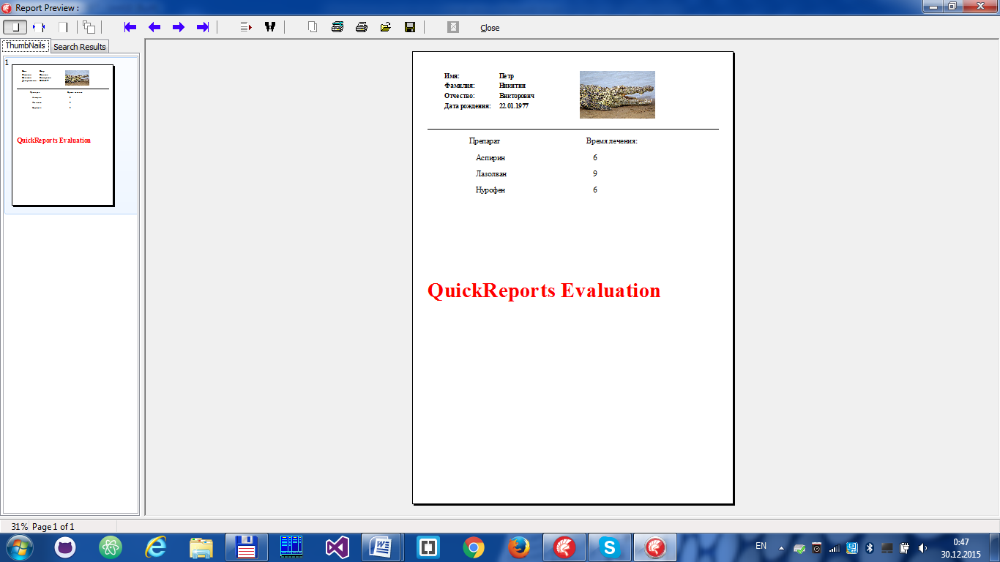 Report Preview :
Close
ThumbNails
Search Results
1
QuickReports Evaluation
Имя: Петр
Фамилия: Никитин
Отчество: Викторович
Дата рождения: 22.01.1977
Препарат Время лечения:
Аспирин 6
Лазолван 9
Нурофен 6
QuickReports Evaluation
31% Page 1 of 1
EN
0:47
30.12.2015